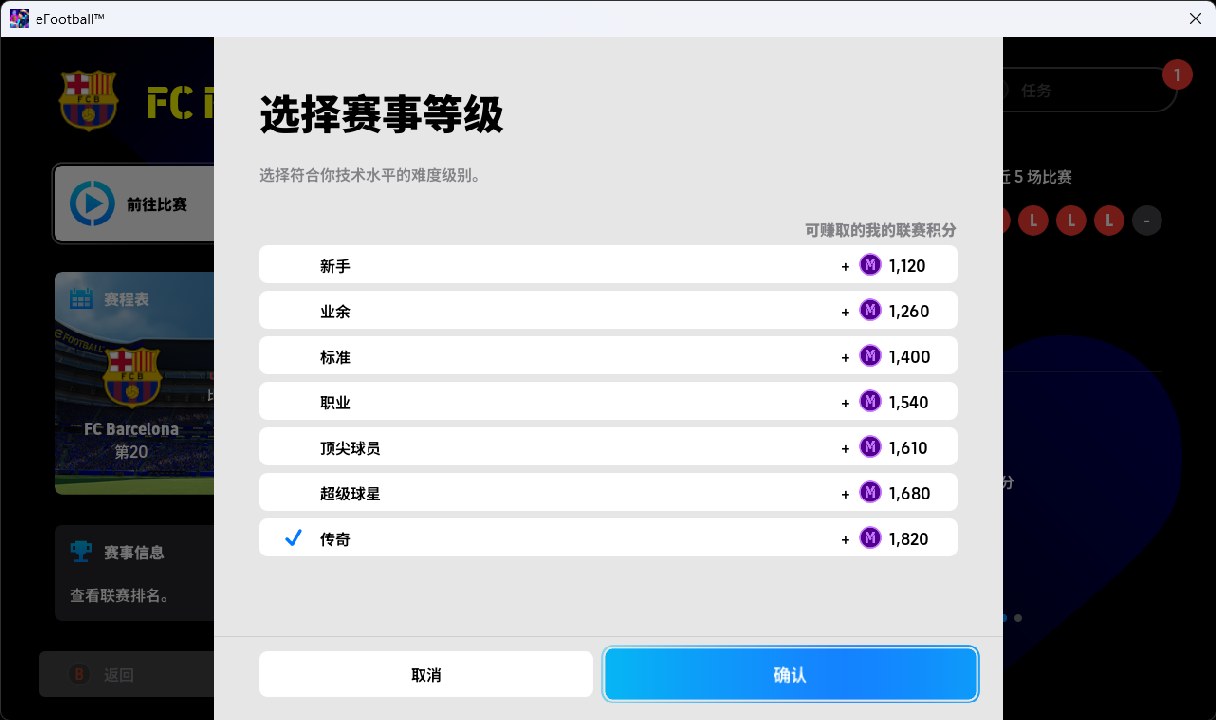 eFootball™
FC
任务
1
选择赛事等级
选择符合你技术水平的难度级别。
近 5 场比赛
前往比赛
L L L -
可赚取的我的联赛积分
新手 + M 1,120
业余 + M 1,260
标准 + M 1,400
职业 + M 1,540
顶尖球员 + M 1,610
超级球星 + M 1,680
传奇 + M 1,820
赛程表
FCB
FC Barcelona
第20
分
赛事信息
查看联赛排名。
B 返回
取消
确认